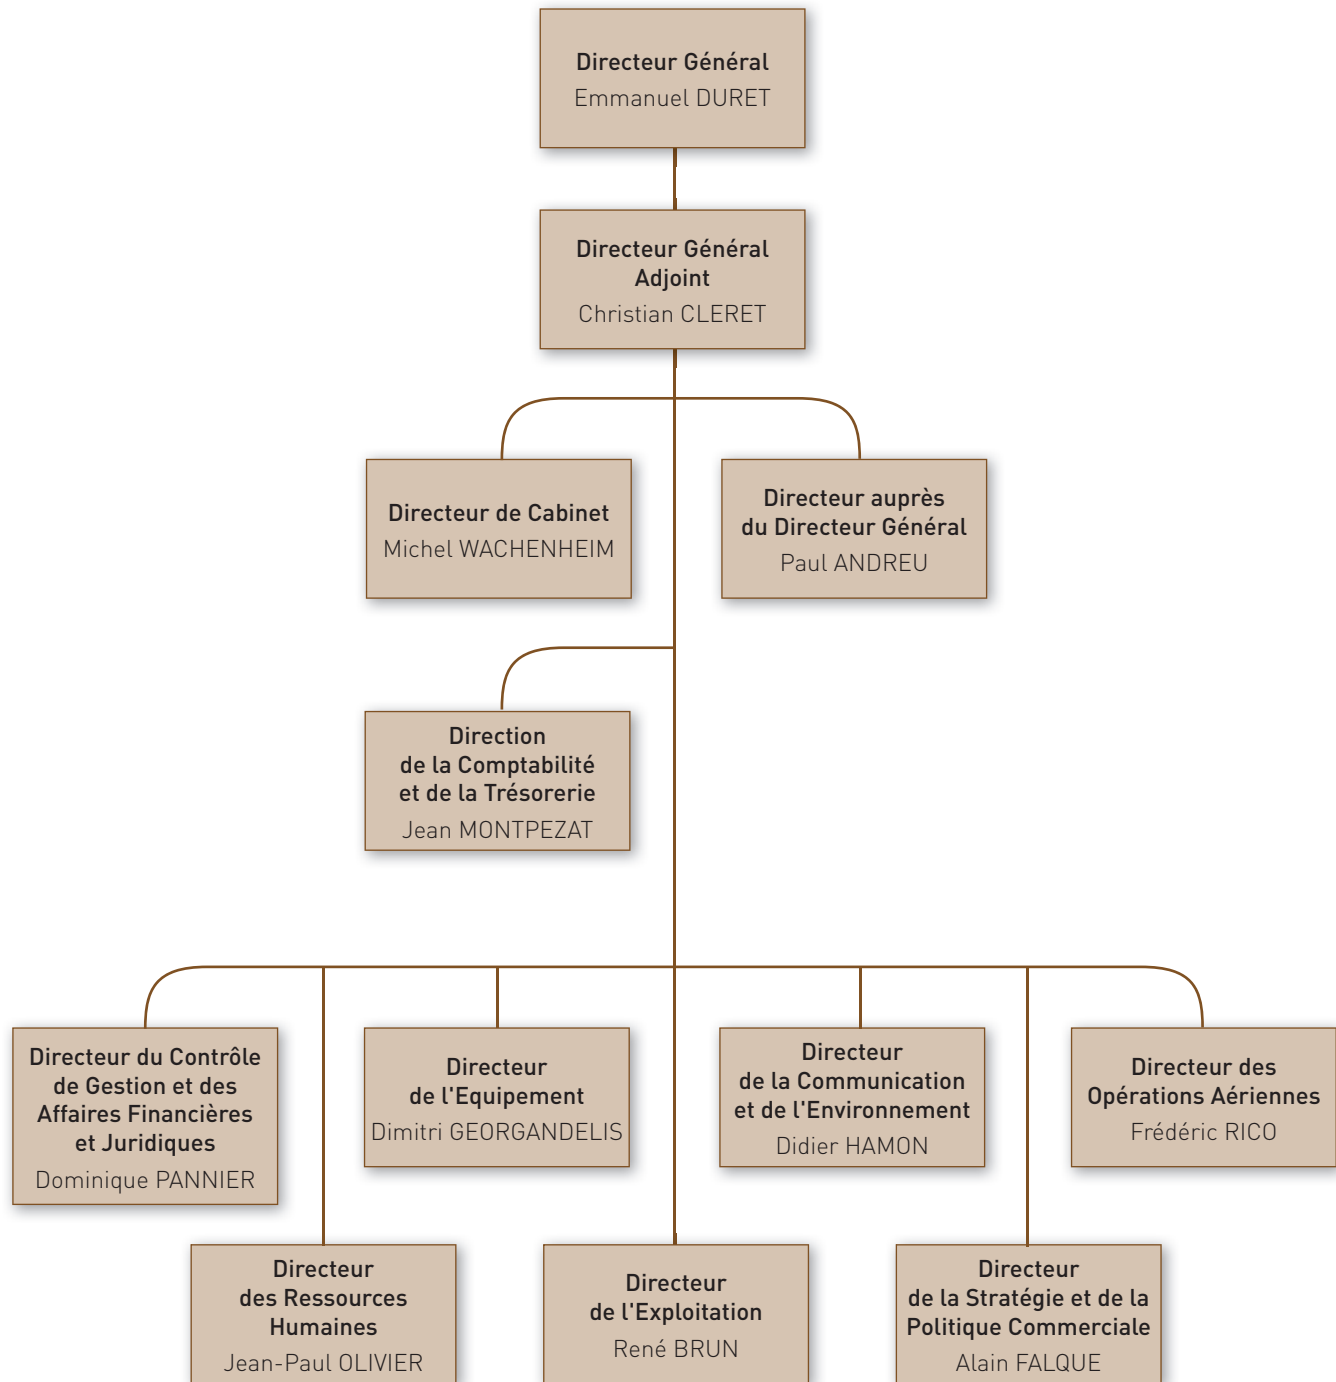 Directeur Général
Emmanuel DURET
Directeur Général
Adjoint
Christian CLERET
Directeur de Cabinet
Michel WACHENHEIM
Directeur auprès
du Directeur Général
Paul ANDREU
Direction
de la Comptabilité
et de la Trésorerie
Jean MONTPEZAT
Directeur du Contrôle
de Gestion et des
Affaires Financières
et Juridiques
Dominique PANNIER
Directeur
de l'Equipement
Dimitri GEORGANDELIS
Directeur
de la Communication
et de l'Environnement
Didier HAMON
Directeur des
Opérations Aériennes
Frédéric RICO
Directeur
des Ressources
Humaines
Jean-Paul OLIVIER
Directeur
de l'Exploitation
René BRUN
Directeur
de la Stratégie et de la
Politique Commerciale
Alain FALQUE